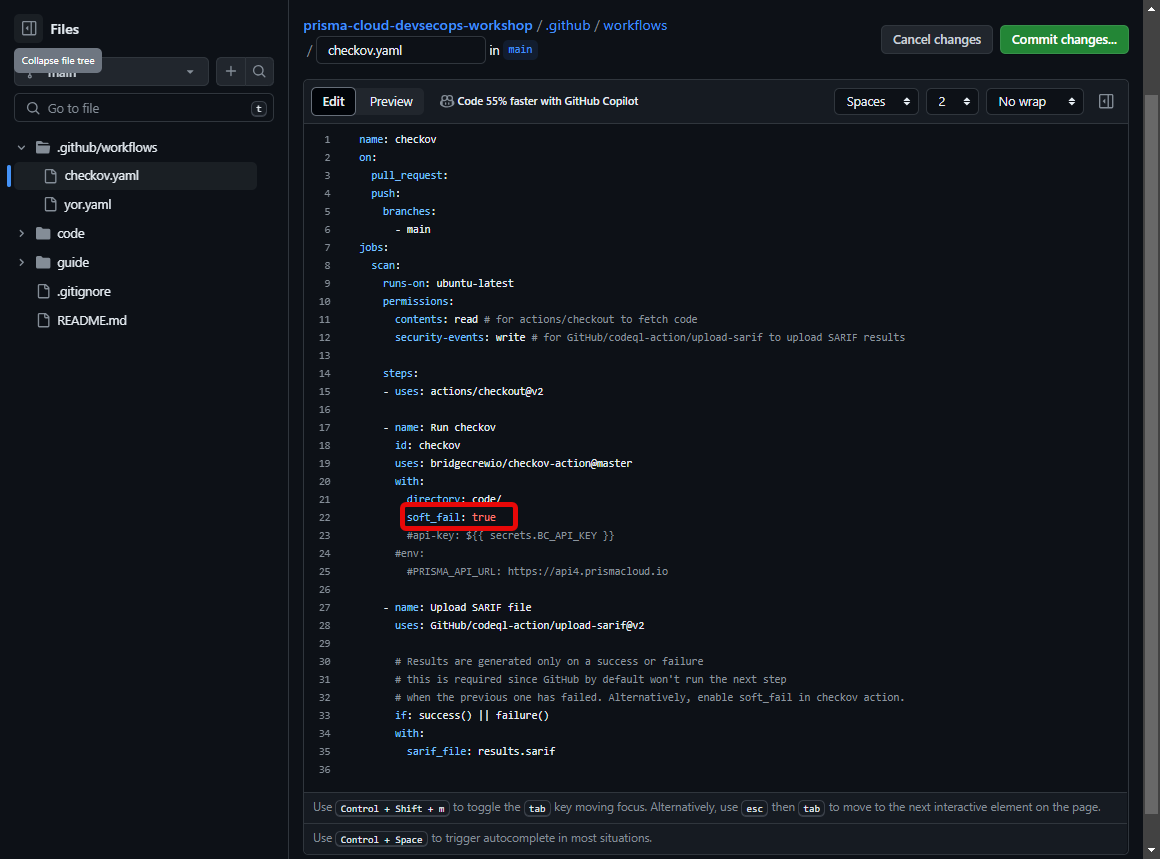 Files
Collapse file tree
main
Go to file
t
.github/workflows
checkov.yaml
yor.yaml
code
guide
.gitignore
README.md
prisma-cloud-devsecops-workshop / .github / workflows
/ checkov.yaml in main
Cancel changes
Commit changes...
Edit
Preview
Code 55% faster with GitHub Copilot
Spaces
2
No wrap
1 name: checkov
2 on:
3   pull_request:
4   push:
5     branches:
6       - main
7 jobs:
8   scan:
9     runs-on: ubuntu-latest
10     permissions:
11       contents: read # for actions/checkout to fetch code
12       security-events: write # for GitHub/codeql-action/upload-sarif to upload SARIF results
13
14     steps:
15     - uses: actions/checkout@v2
16
17     - name: Run checkov
18       id: checkov
19       uses: bridgecrewio/checkov-action@master
20       with:
21         directory: code/
22         soft_fail: true
23         #api-key: ${{ secrets.BC_API_KEY }}
24       #env:
25         #PRISMA_API_URL: https://api4.prismacloud.io
26
27     - name: Upload SARIF file
28       uses: GitHub/codeql-action/upload-sarif@v2
29
30       # Results are generated only on a success or failure
31       # this is required since GitHub by default won't run the next step
32       # when the previous one has failed. Alternatively, enable soft_fail in checkov action.
33       if: success() || failure()
34       with:
35         sarif_file: results.sarif
36
Use Control + Shift + m to toggle the tab key moving focus. Alternatively, use esc then tab to move to the next interactive element on the page.
Use Control + Space to trigger autocomplete in most situations.